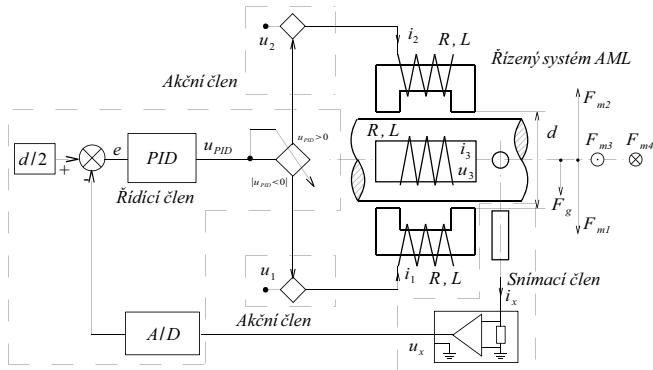 u2
i2
R, L
Akční člen
Řízený systém AML
Fm2
uPID>0
R, L
d
d/2
+
-
e
PID
uPID
i3
u3
Fm3
Fm4
Řídící člen
|uPID<0|
Fg
Fm1
u1
i1
R, L
Snímací člen
ix
Akční člen
A/D
ux